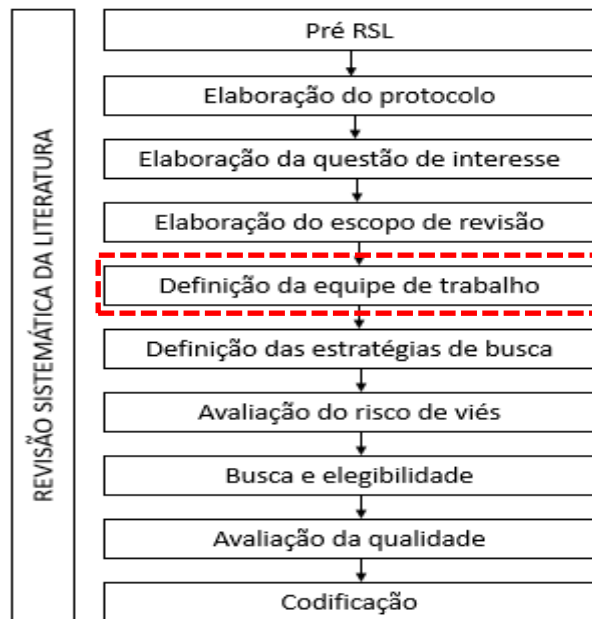 REVISÃO SISTEMÁTICA DA LITERATURA
Pré RSL
Elaboração do protocolo
Elaboração da questão de interesse
Elaboração do escopo de revisão
Definição da equipe de trabalho
Definição das estratégias de busca
Avaliação do risco de viés
Busca e elegibilidade
Avaliação da qualidade
Codificação